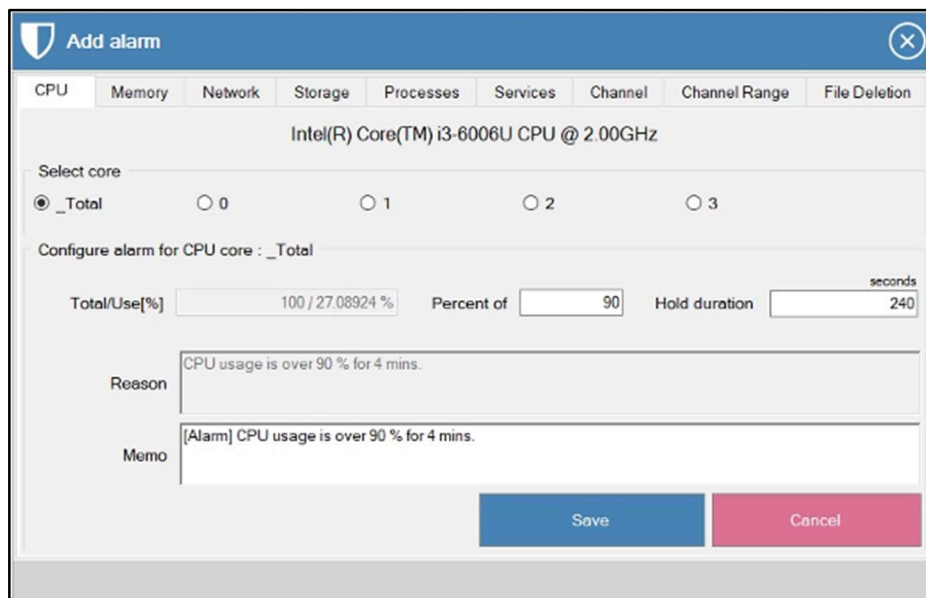 Add alarm
CPU Memory Network Storage Processes Services Channel Channel Range File Deletion
Intel(R) Core(TM) i3-6006U CPU @ 2.00GHz
Select core
_Total 0 1 2 3
Configure alarm for CPU core : _Total
seconds
Total/Use[%] 100 / 27.08924 % Percent of 90 Hold duration 240
CPU usage is over 90 % for 4 mins.
Reason
[Alarm] CPU usage is over 90 % for 4 mins.
Memo
Save Cancel